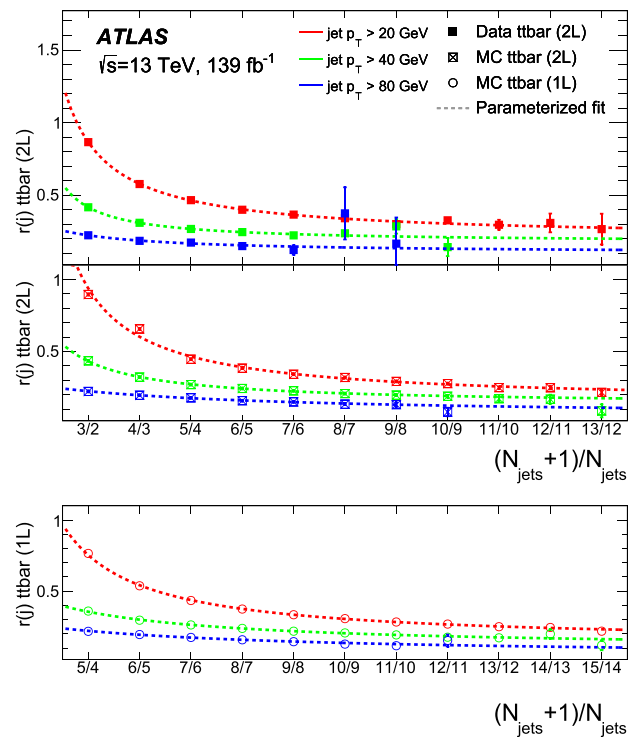 ATLAS
√s=13 TeV, 139 fb⁻¹
jet p_T > 20 GeV
jet p_T > 40 GeV
jet p_T > 80 GeV
Data ttbar (2L)
MC ttbar (2L)
MC ttbar (1L)
Parameterized fit
r(j) ttbar (2L)
1.5
1
0.5
r(j) ttbar (2L)
1
0.5
3/2 4/3 5/4 6/5 7/6 8/7 9/8 10/9 11/10 12/11 13/12
(N_jets+1)/N_jets
r(j) ttbar (1L)
1
0.5
5/4 6/5 7/6 8/7 9/8 10/9 11/10 12/11 13/12 14/13 15/14
(N_jets+1)/N_jets